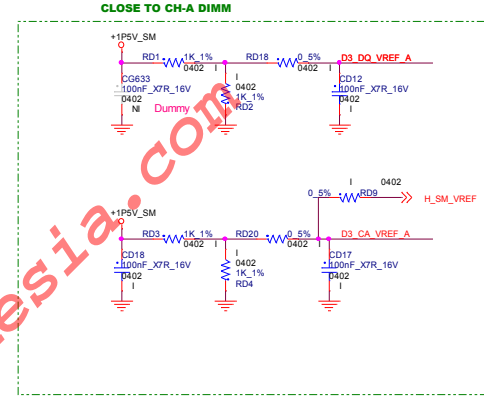 CLOSE TO CH-A DIMM
+1P5V_SM
RD1 1K_1% RD18 0_5% D3_DQ_VREF_A
0402 I 0402 I
CG633 I CD12
100nF_X7R_16V 0402 100nF_X7R_16V
0402 1K_1% 0402
NI Dummy RD2 I
I 0402
+1P5V_SM 0_5% RD9 H_SM_VREF
RD3 1K_1% RD20 0_5% D3_CA_VREF_A
0402 I 0402 I
CD18 I CD17
100nF_X7R_16V 0402 100nF_X7R_16V
0402 1K_1% 0402
I RD4 I
esia.com